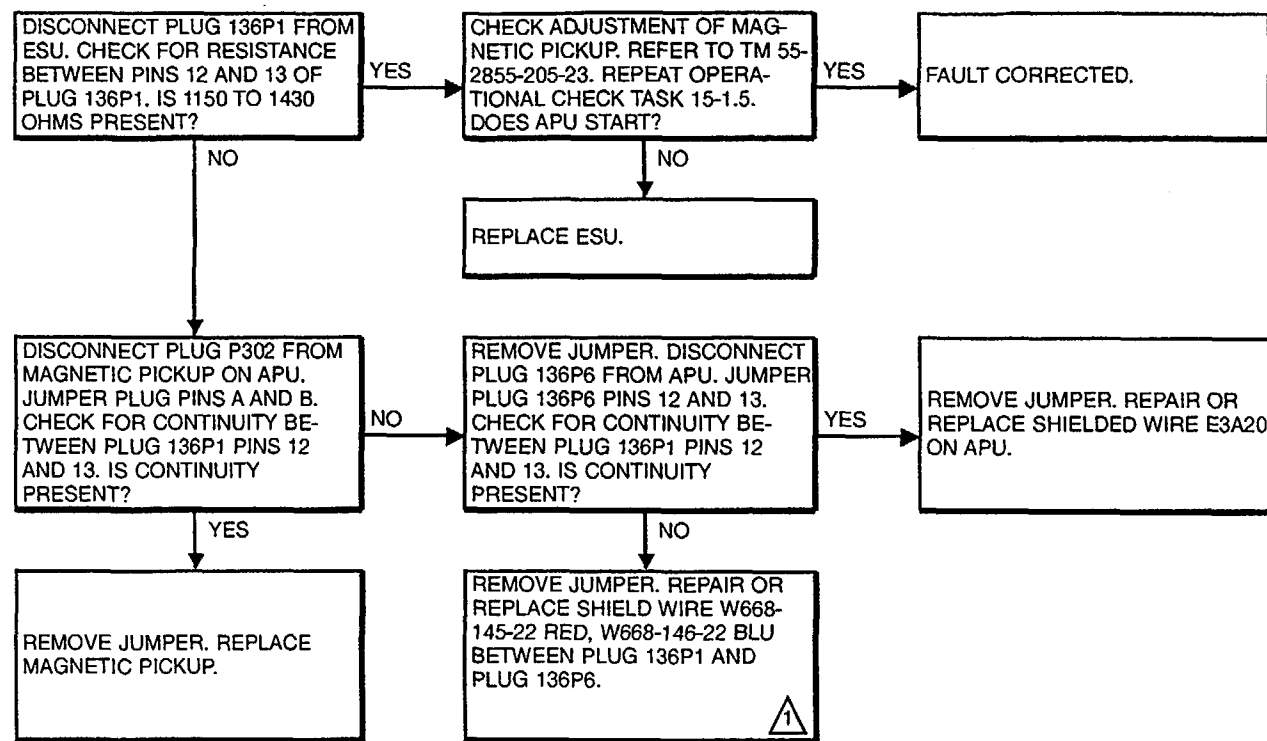 DISCONNECT PLUG 136P1 FROM
ESU. CHECK FOR RESISTANCE
BETWEEN PINS 12 AND 13 OF
PLUG 136P1. IS 1150 TO 1430
OHMS PRESENT?
YES
CHECK ADJUSTMENT OF MAG-
NETIC PICKUP. REFER TO TM 55-
2855-205-23. REPEAT OPERA-
TIONAL CHECK TASK 15-1.5.
DOES APU START?
YES
FAULT CORRECTED.
NO
NO
REPLACE ESU.
DISCONNECT PLUG P302 FROM
MAGNETIC PICKUP ON APU.
JUMPER PLUG PINS A AND B.
CHECK FOR CONTINUITY BE-
TWEEN PLUG 136P1 PINS 12
AND 13. IS CONTINUITY
PRESENT?
NO
REMOVE JUMPER. DISCONNECT
PLUG 136P6 FROM APU. JUMPER
PLUG 136P6 PINS 12 AND 13.
CHECK FOR CONTINUITY BE-
TWEEN PLUG 136P1 PINS 12
AND 13. IS CONTINUITY
PRESENT?
YES
REMOVE JUMPER. REPAIR OR
REPLACE SHIELDED WIRE E3A20
ON APU.
YES
NO
REMOVE JUMPER. REPLACE
MAGNETIC PICKUP.
REMOVE JUMPER. REPAIR OR
REPLACE SHIELD WIRE W668-
145-22 RED, W668-146-22 BLU
BETWEEN PLUG 136P1 AND
PLUG 136P6.
1